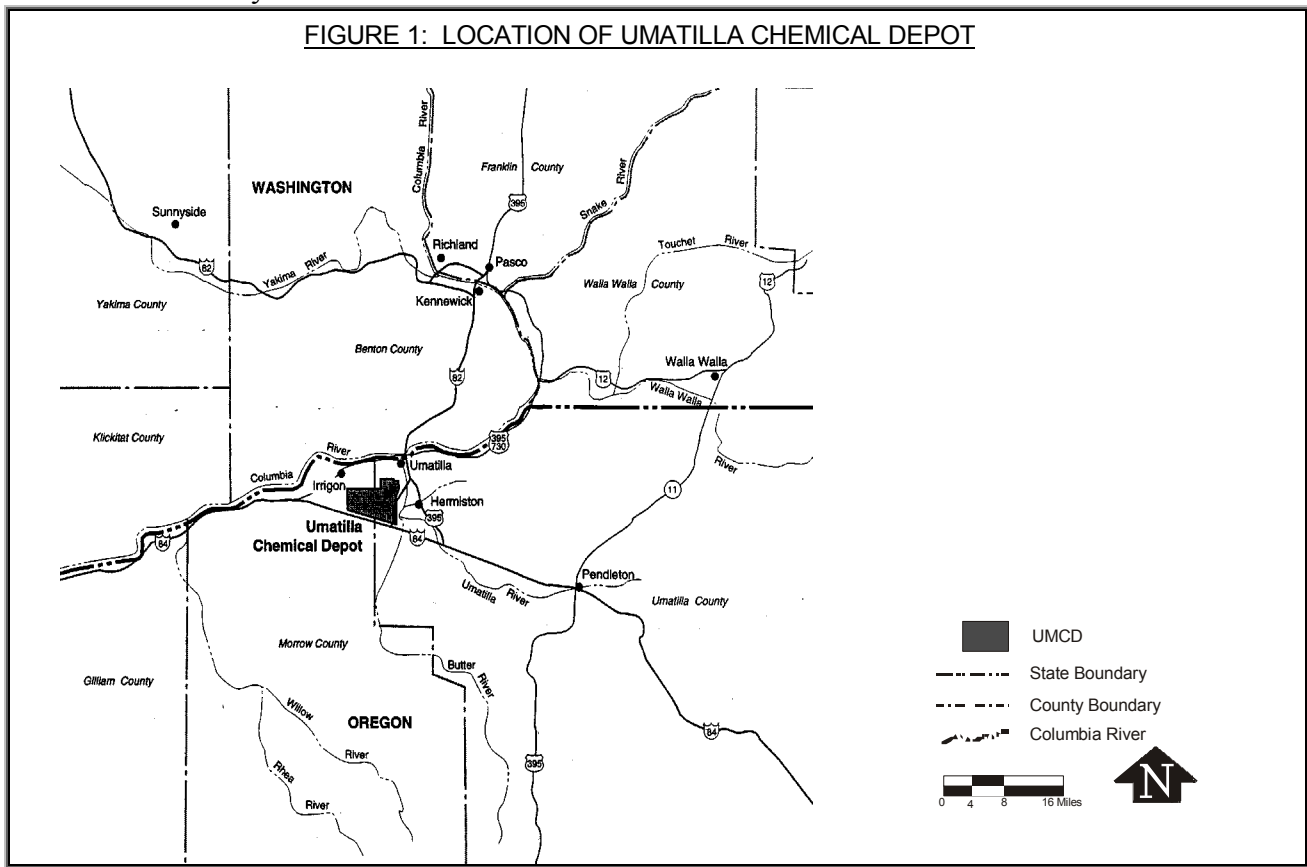 FIGURE 1: LOCATION OF UMATILLA CHEMICAL DEPOT
WASHINGTON
Columbia River
Franklin County
395
Snake River
Sunnyside
Richland
Pasco
Kennewick
Touchet River
82
Yakima River
Walla Walla County
12
Yakima County
Benton County
82
12
Walla Walla
Walla Walla
River
Klickitat County
395
730
Columbia River
Umatilla
Irrigon
Hermiston
395
Umatilla
Chemical Depot
84
84
11
Pendleton
Umatilla River
Umatilla County
Morrow County
Butter River
Gilliam County
Willow River
OREGON
Rhea River
395
84
UMCD
State Boundary
County Boundary
Columbia River
0 4 8 16 Miles
N